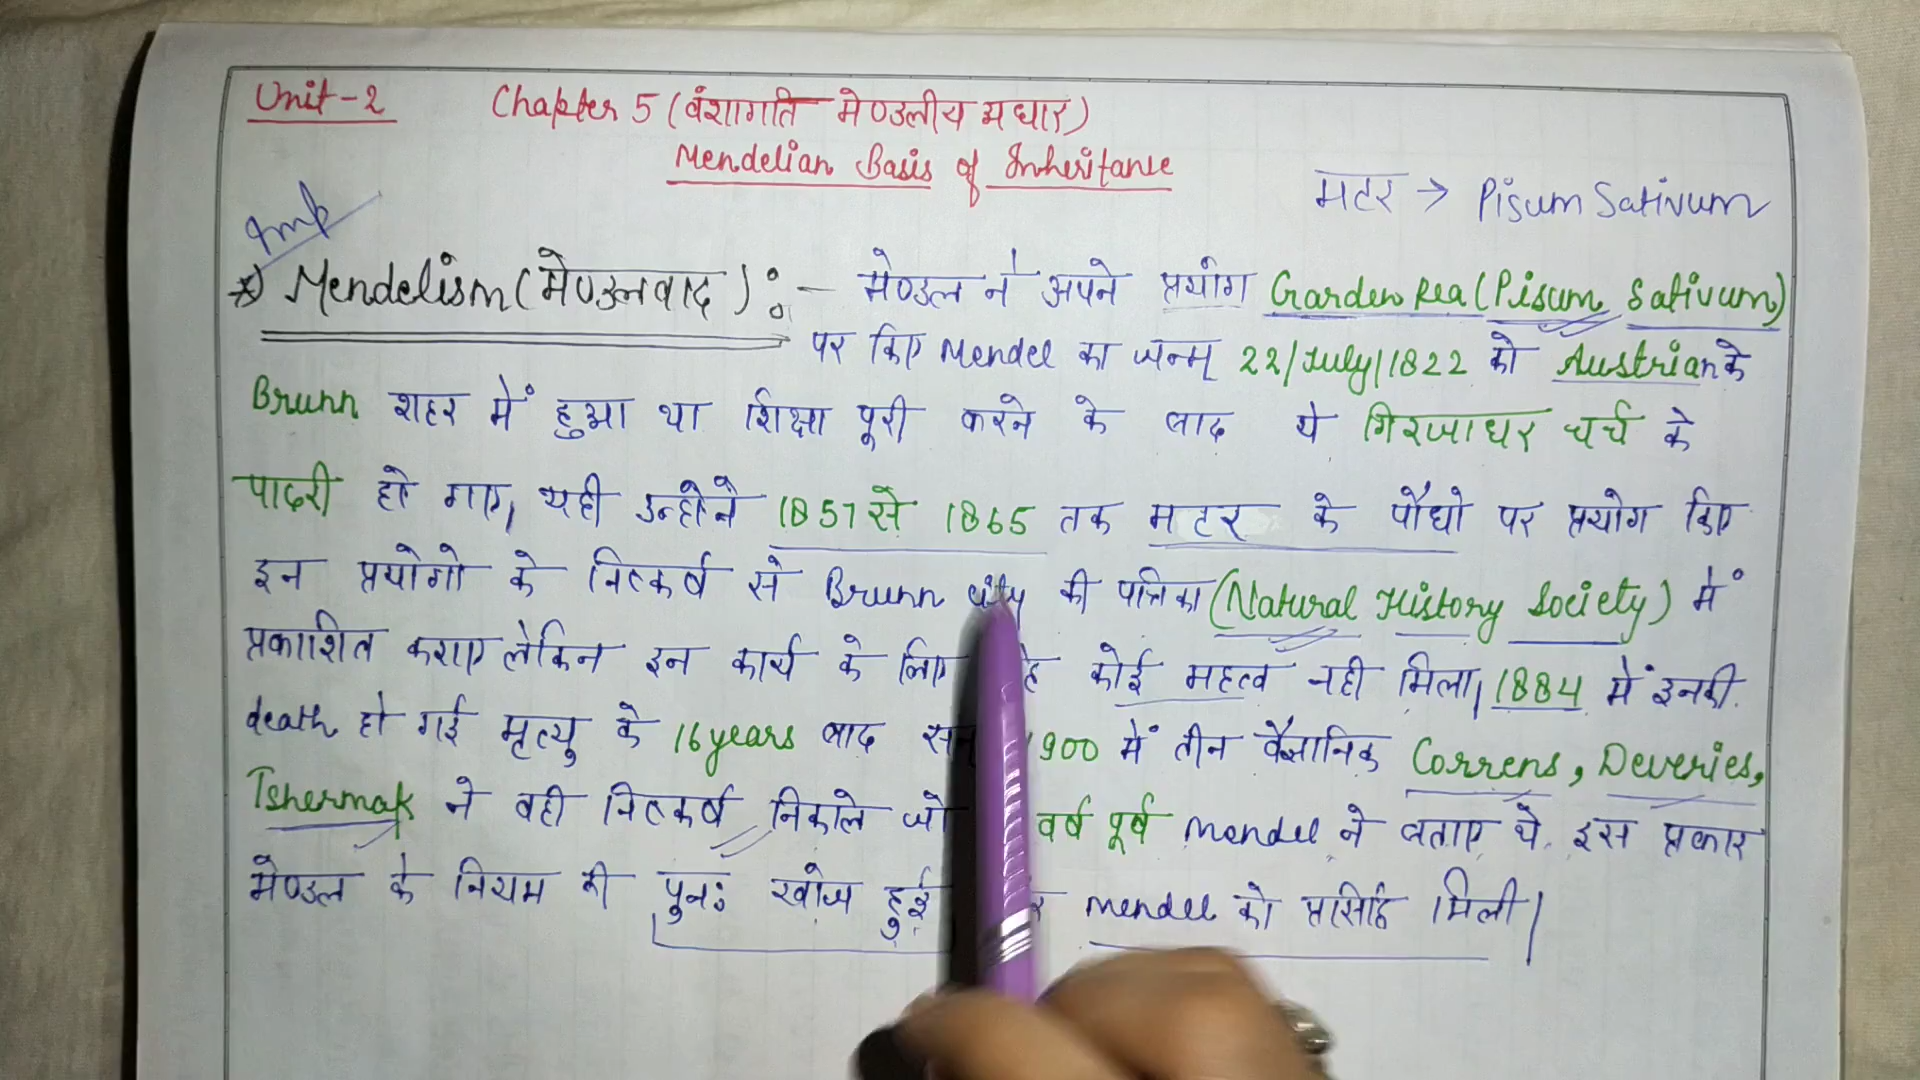 Unit-2 Chapter 5 (वंशागति मेण्डलीय मधार)
Mendelian Basis of Inheritance
मटर → Pisum Sativum
Imp
*) Mendelism (मेण्डलवाद) :- मेण्डल ने अपने प्रयोग Garden Pea (Pisum Sativum)
पर किए Mendel का जन्म 22/July/1822 को Austrian के
Brunn शहर में हुआ था शिक्षा पूरी करने के बाद ये गिरजाघर चर्च के
पादरी हो गए, यही उन्होने 1857 से 1865 तक मटर के पौधो पर प्रयोग किए
इन प्रयोगो के निष्कर्ष से Brunn city की पत्रिका (Natural History Society) में
प्रकाशित कराए लेकिन इन कार्य के लिए कोई महत्व नही मिला, 1884 में इनकी
death हो गई मृत्यु के 16 years बाद सन् 1900 में तीन वैज्ञानिक Correns, Deveries,
Tshermak ने वही निष्कर्ष निकाले जो वर्ष पूर्व Mendel ने बताए थे. इस प्रकार
मेण्डल के नियम की पुनः खोज हुई Mendel को प्रसिद्धि मिली|